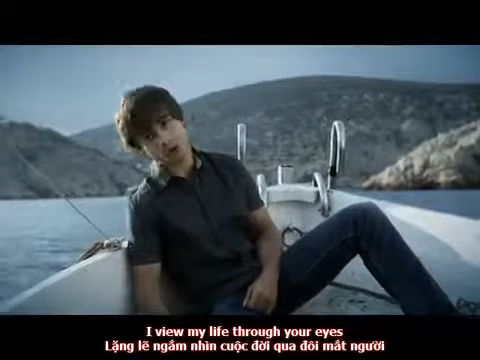 I view my life through your eyes
Lặng lẽ ngắm nhìn cuộc đời qua đôi mắt người